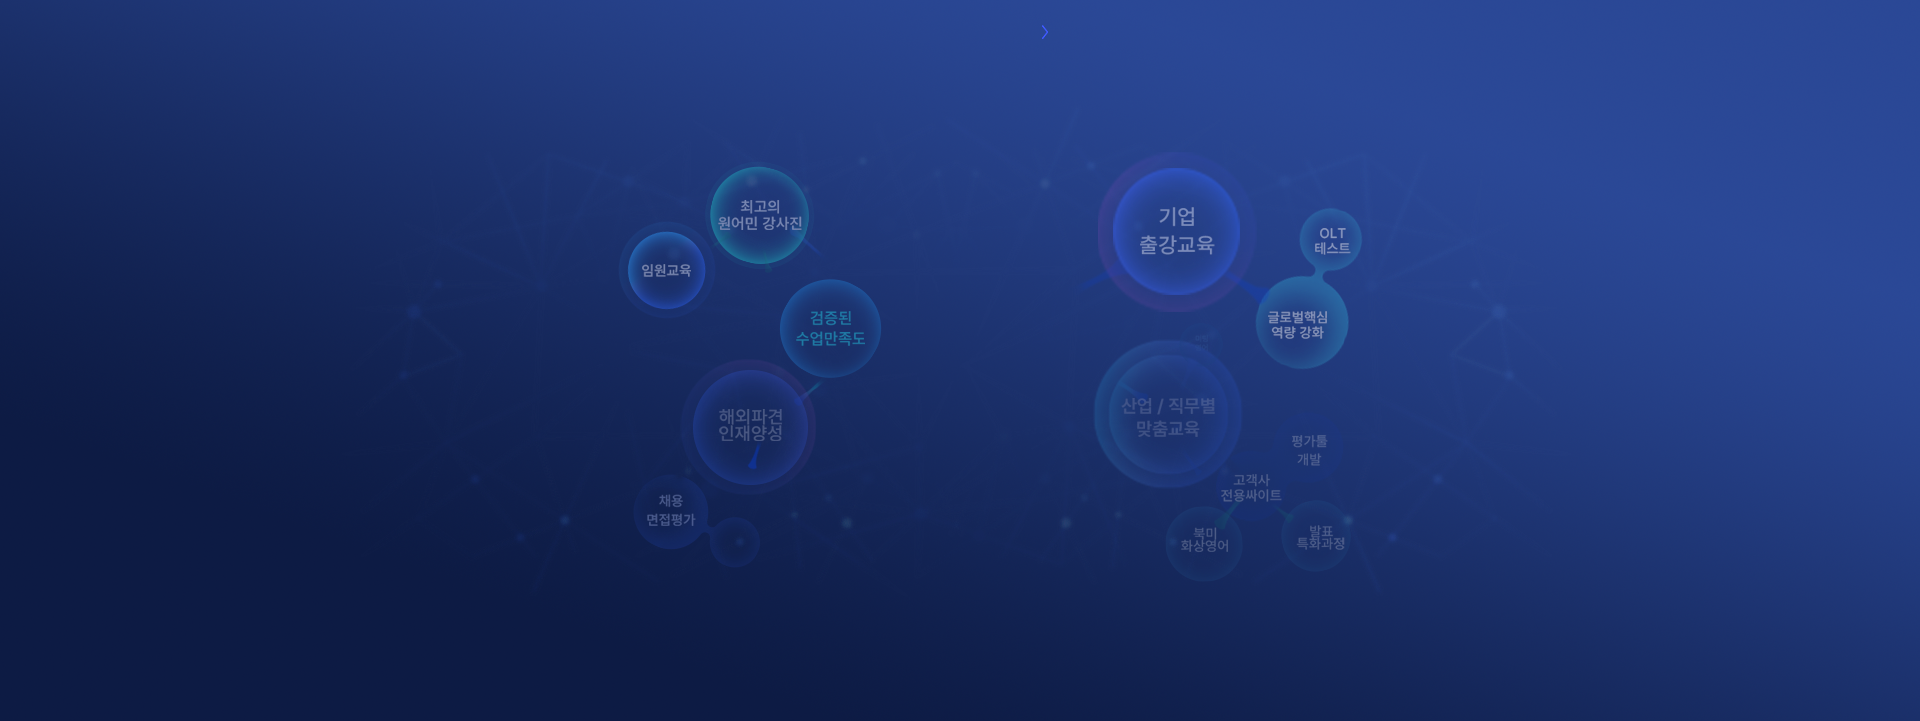 최고의
원어민 강사진
임원교육
검증된
수업만족도
해외파견
인재양성
채용
면접평가
기업
출강교육
OLT
테스트
글로벌핵심
역량 강화
산업 / 직무별
맞춤교육
평가툴
개발
고객사
전용싸이트
북미
화상영어
발표
특화과정